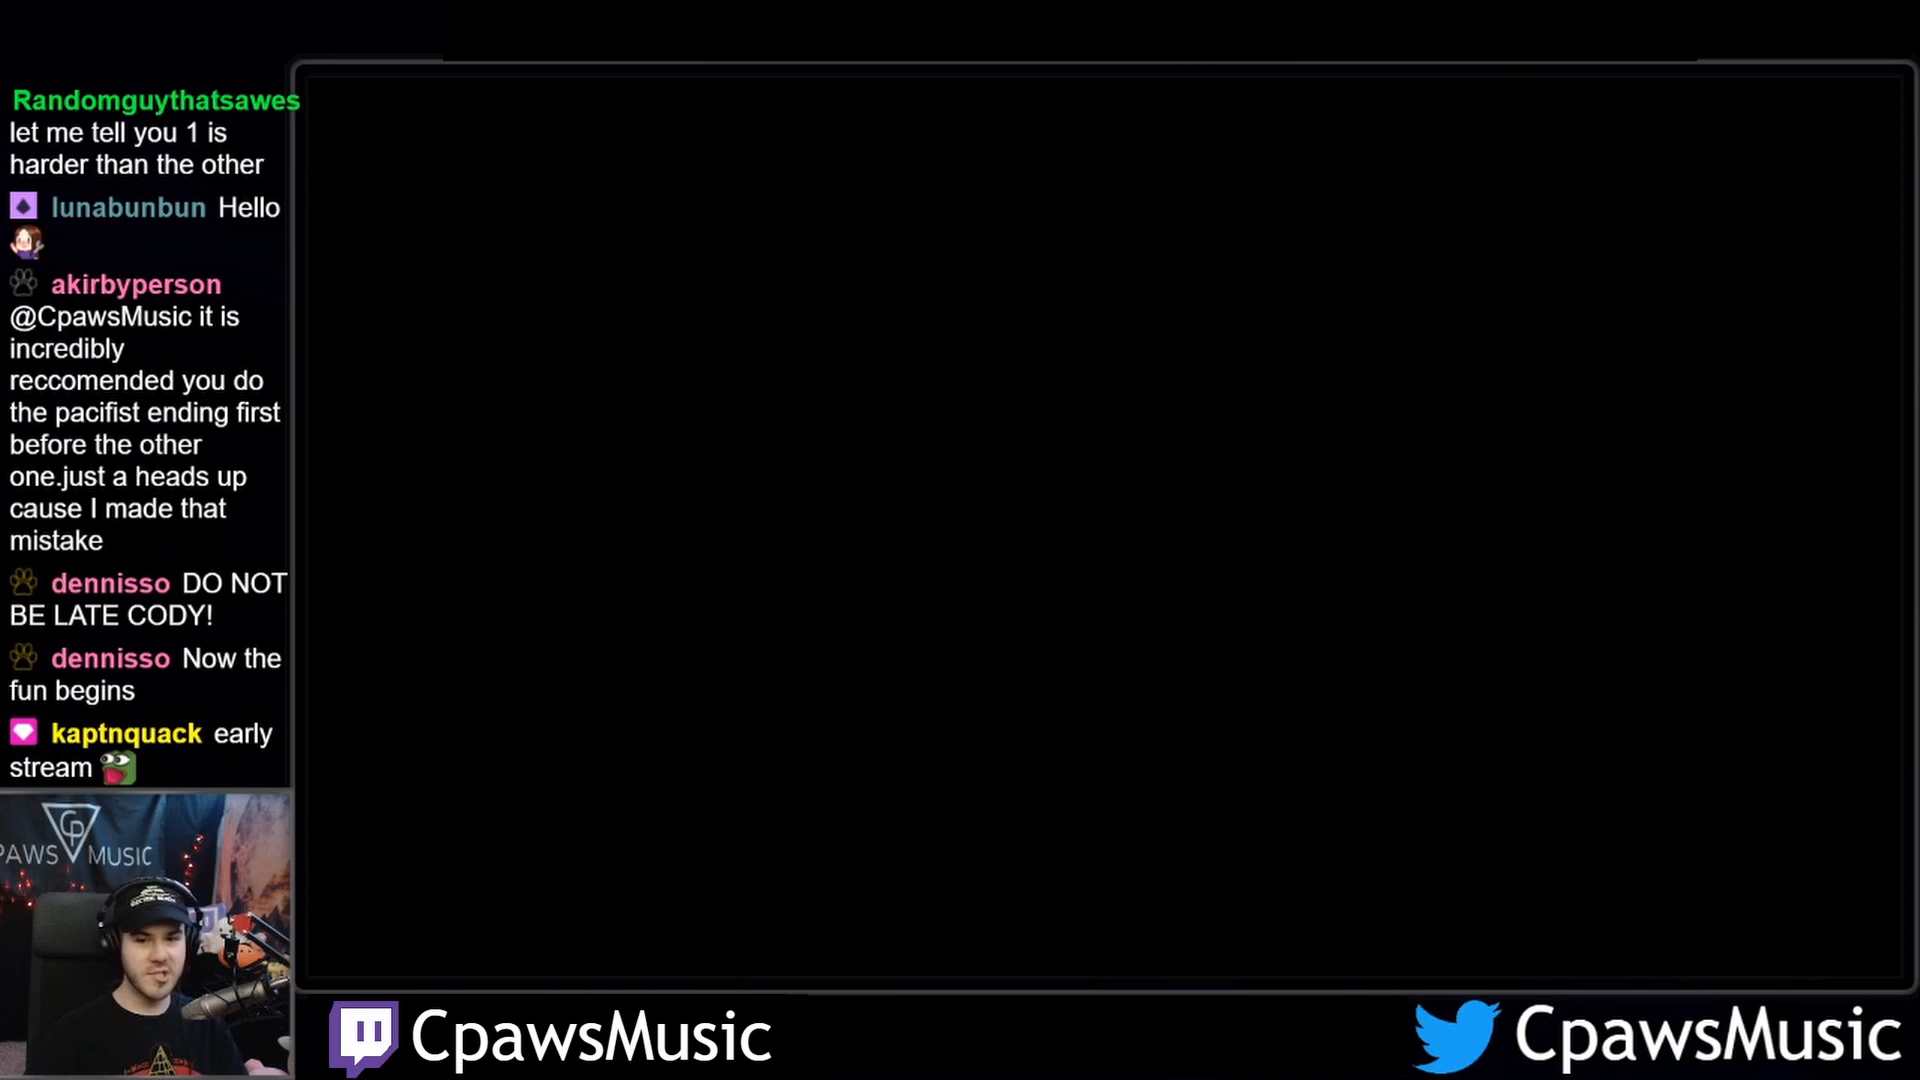 Randomguythatsawes
let me tell you 1 is
harder than the other
lunabunbun Hello
akirbyperson
@CpawsMusic it is
incredibly
reccomended you do
the pacifist ending first
before the other
one.just a heads up
cause I made that
mistake
dennisso DO NOT
BE LATE CODY!
dennisso Now the
fun begins
kaptnquack early
stream
CP
PAWS MUSIC
CpawsMusic
CpawsMusic